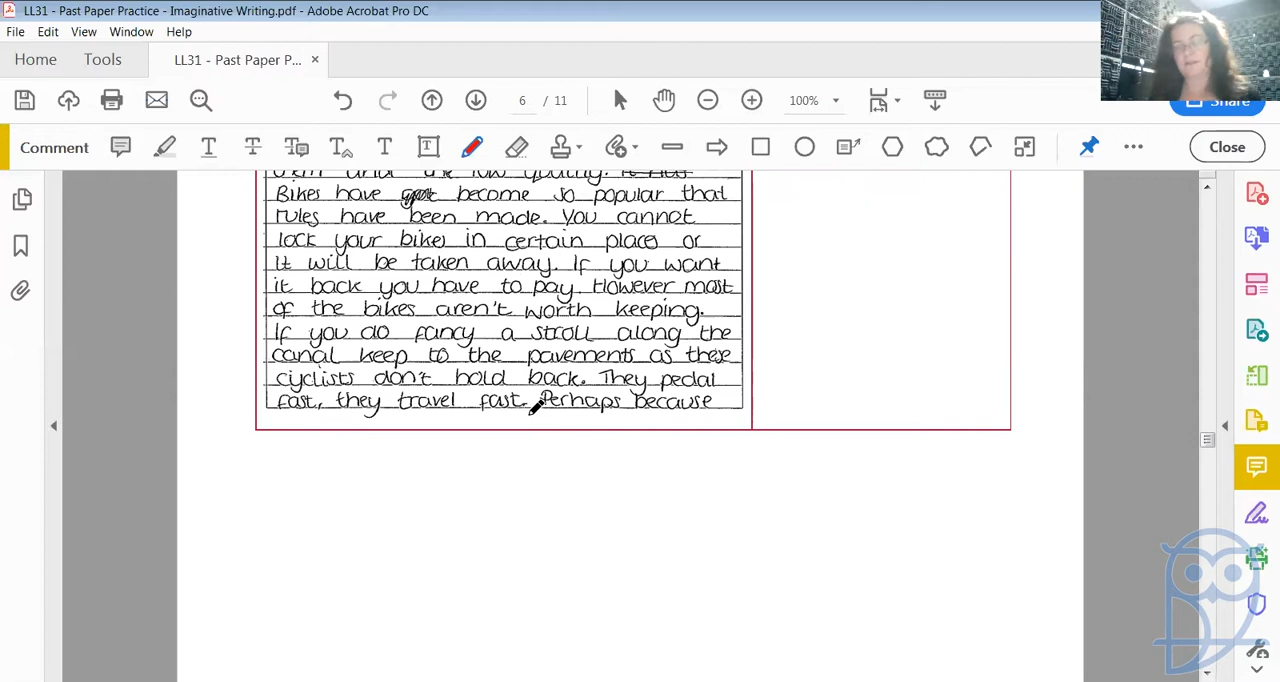 LL31 - Past Paper Practice - Imaginative Writing.pdf - Adobe Acrobat Pro DC
File Edit View Window Help
Home Tools LL31 - Past Paper P... ×
6 / 11 100% Share
Comment Close
low quality.
Bikes have become so popular that
rules have been made. You cannot
lock your bikes in certain place or
it will be taken away. If you want
it back you have to pay. However most
of the bikes aren't worth keeping.
If you do fancy a stroll along the
canal keep to the pavements as these
cyclists don't hold back. They pedal
fast, they travel fast. Perhaps because